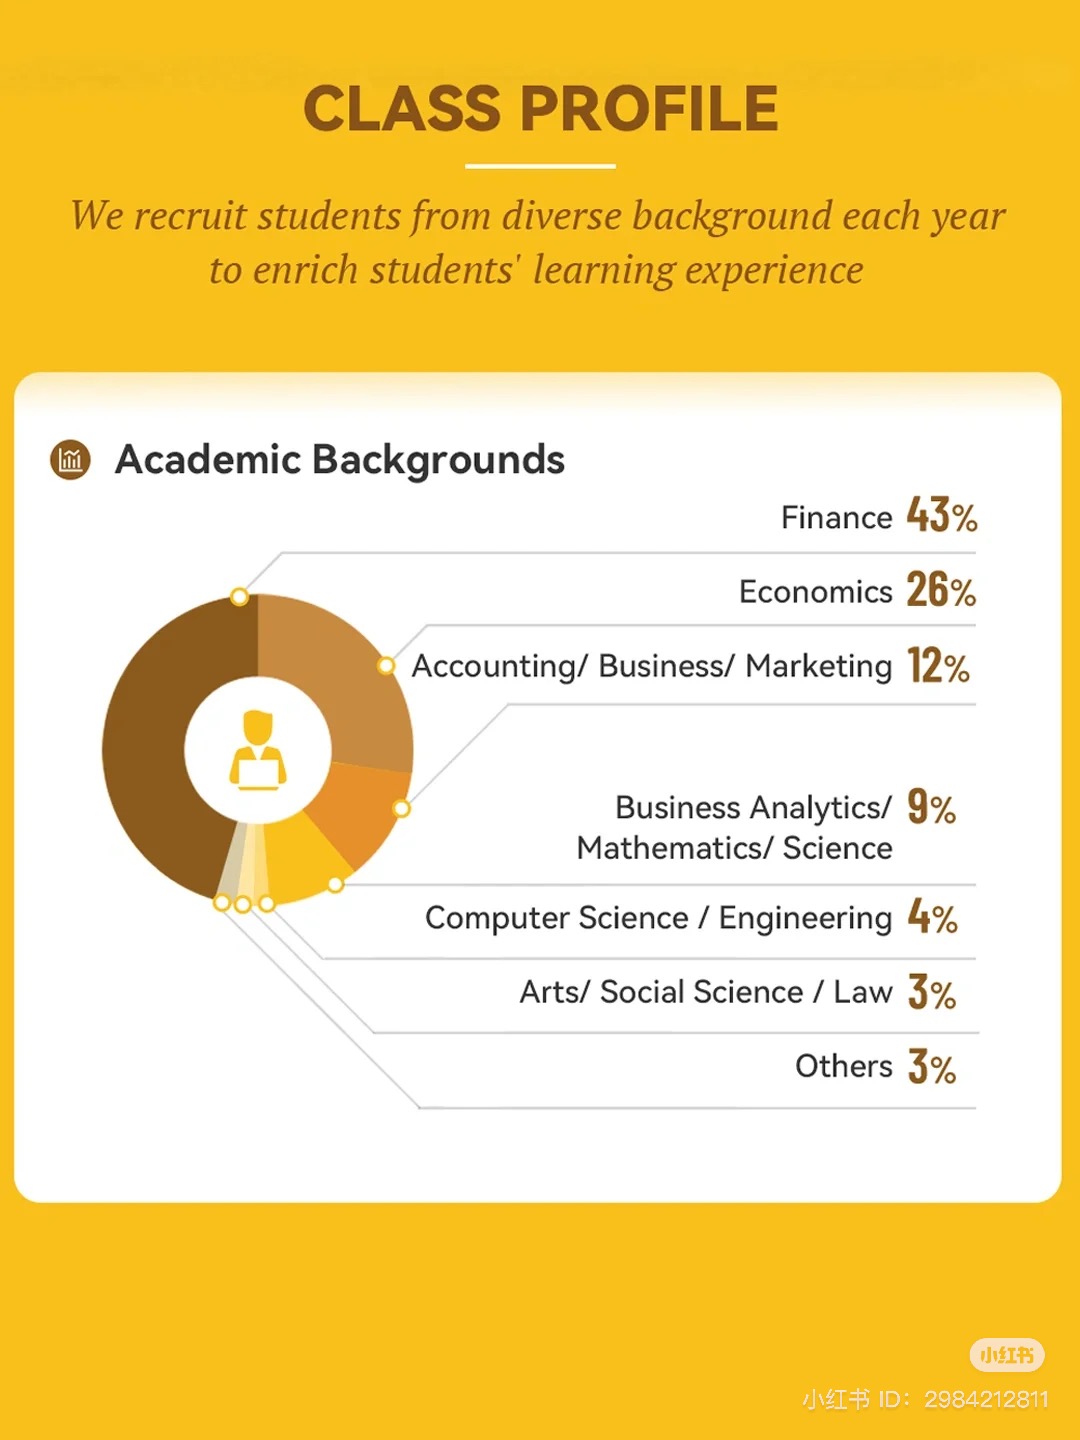 CLASS PROFILE
We recruit students from diverse background each year
to enrich students' learning experience
Academic Backgrounds
Finance 43%
Economics 26%
Accounting/ Business/ Marketing 12%
Business Analytics/ 9%
Mathematics/ Science
Computer Science / Engineering 4%
Arts/ Social Science / Law 3%
Others 3%
小红书
小红书 ID: 2984212811